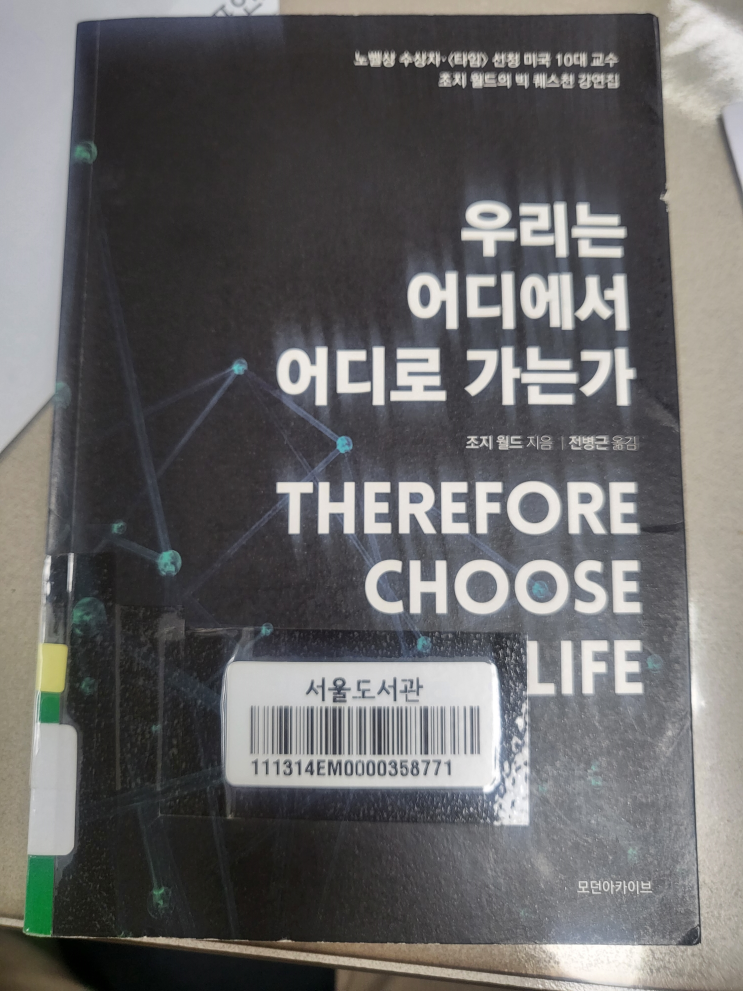 노벨상 수상자·〈타임〉 선정 미국 10대 교수
조지 월드의 빅 퀘스천 강연집
우리는
어디에서
어디로 가는가
조지 월드 지음 | 전병근 옮김
THEREFORE
CHOOSE
LIFE
서울도서관
111314EM0000358771
모던아카이브